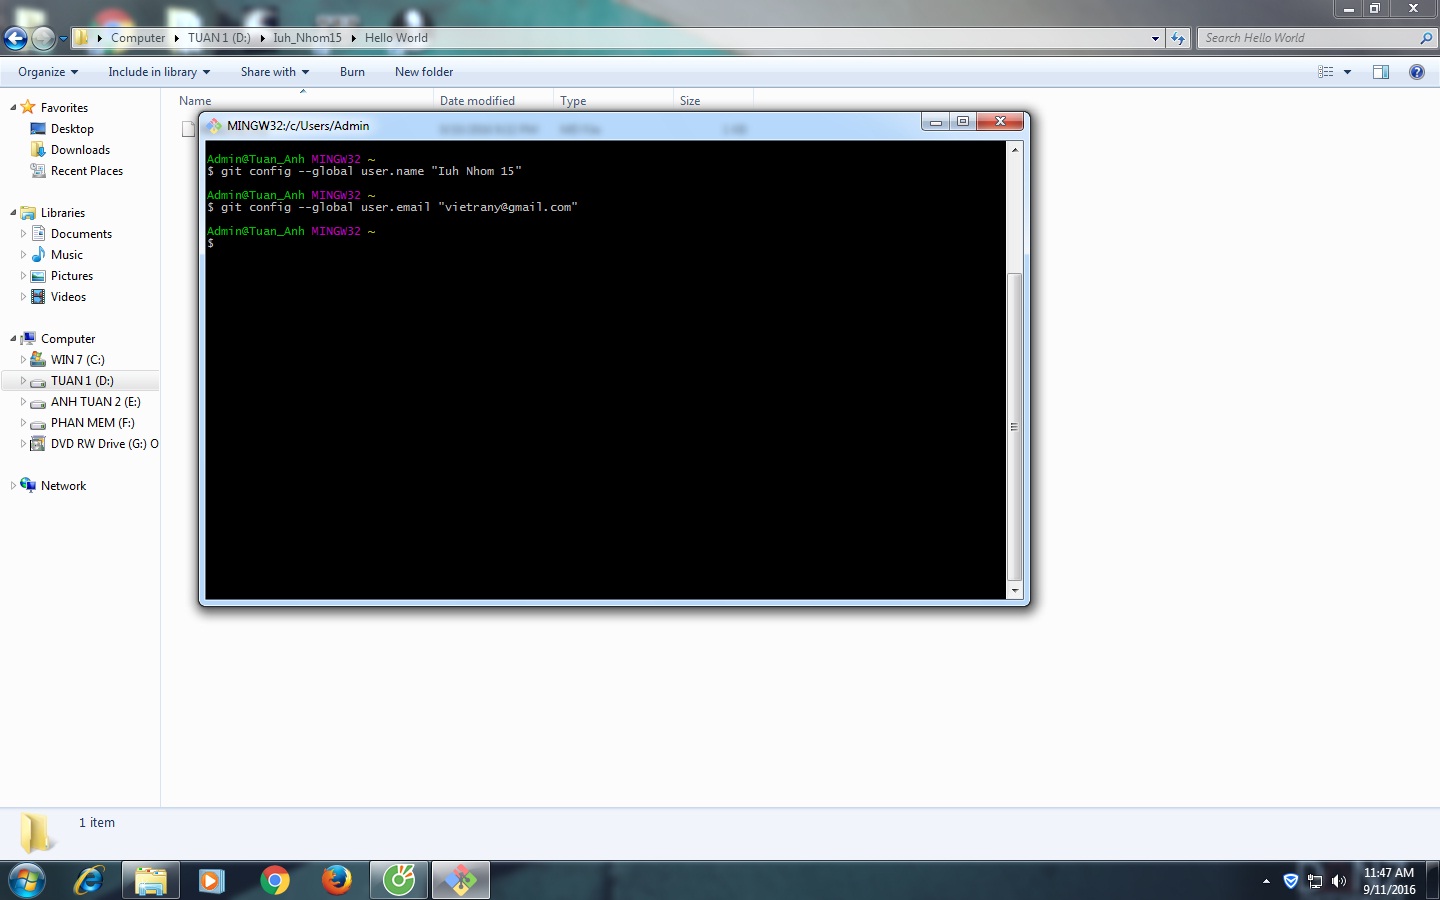 Computer ▸ TUAN 1 (D:) ▸ Iuh_Nhom15 ▸ Hello World
Search Hello World
Organize Include in library Share with Burn New folder
Name Date modified Type Size
Favorites
Desktop
Downloads
Recent Places
Libraries
Documents
Music
Pictures
Videos
Computer
WIN 7 (C:)
TUAN 1 (D:)
ANH TUAN 2 (E:)
PHAN MEM (F:)
DVD RW Drive (G:) O
Network
MINGW32:/c/Users/Admin
Admin@Tuan_Anh MINGW32 ~
$ git config --global user.name "Iuh Nhom 15"
Admin@Tuan_Anh MINGW32 ~
$ git config --global user.email "vietrany@gmail.com"
Admin@Tuan_Anh MINGW32 ~
$
1 item
11:47 AM
9/11/2016